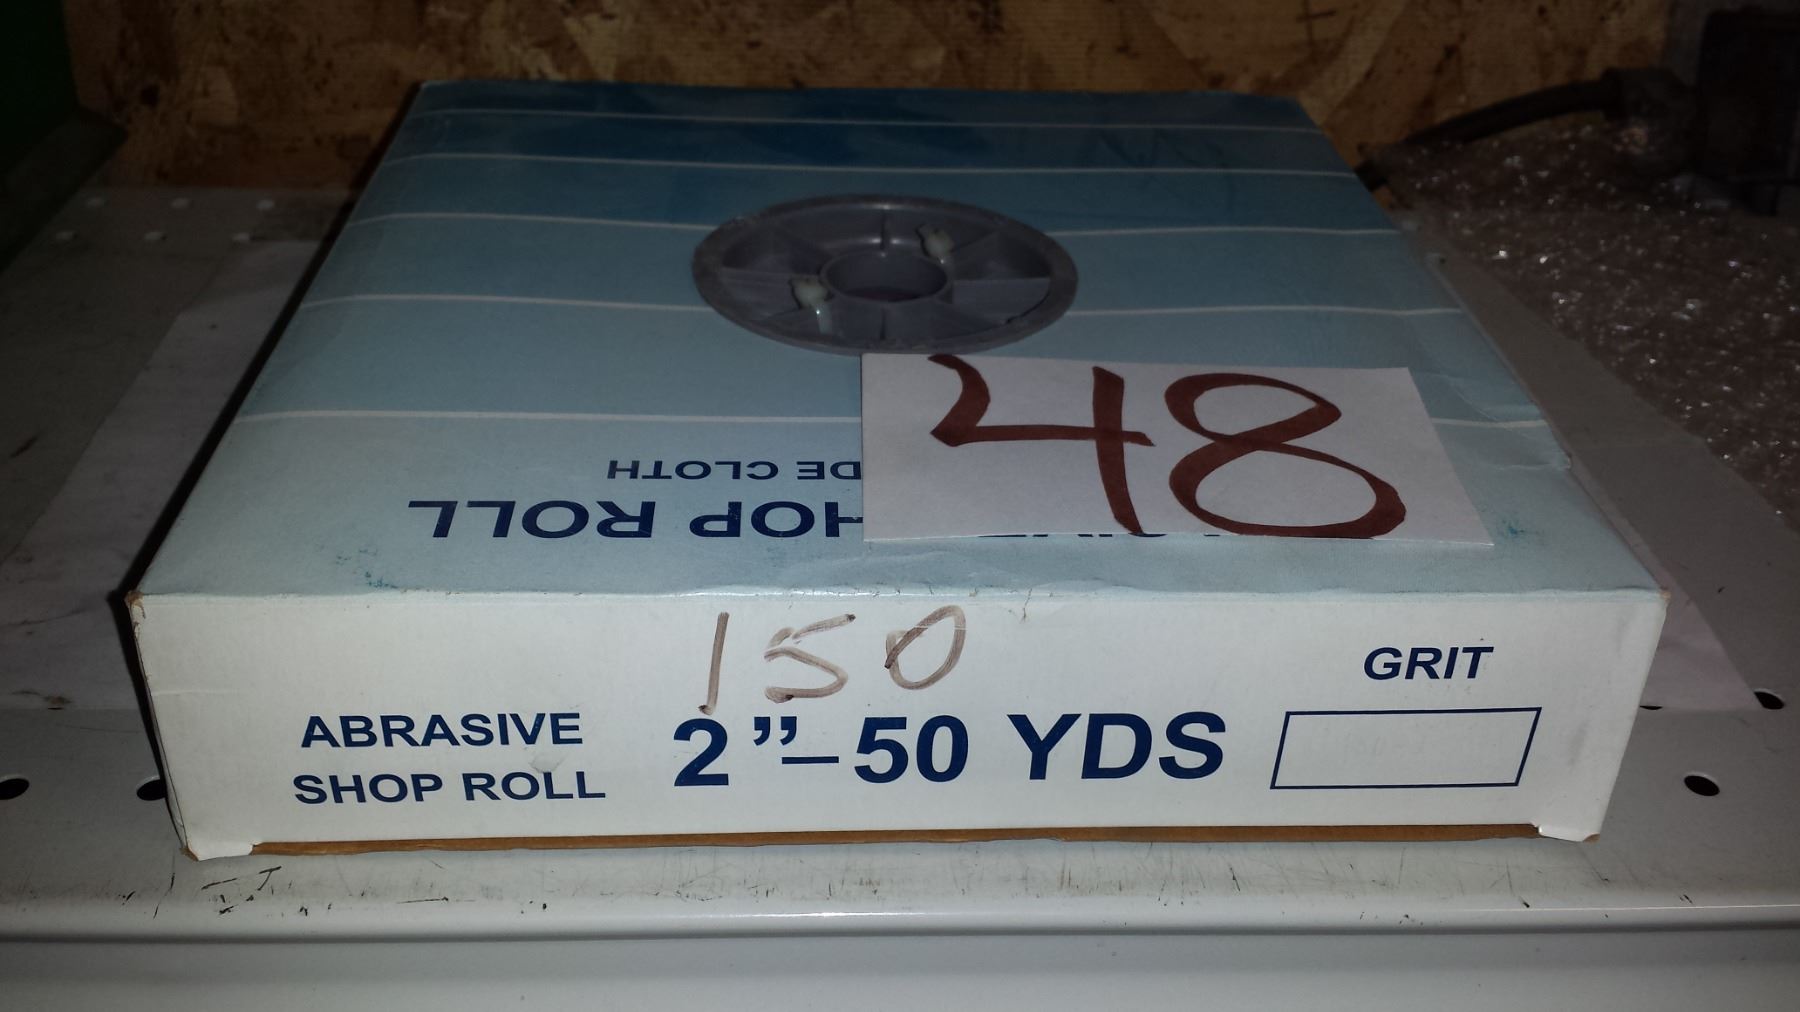 48
DE CLOTH
HOP ROLL
150
GRIT
ABRASIVE
SHOP ROLL
2”–50 YDS